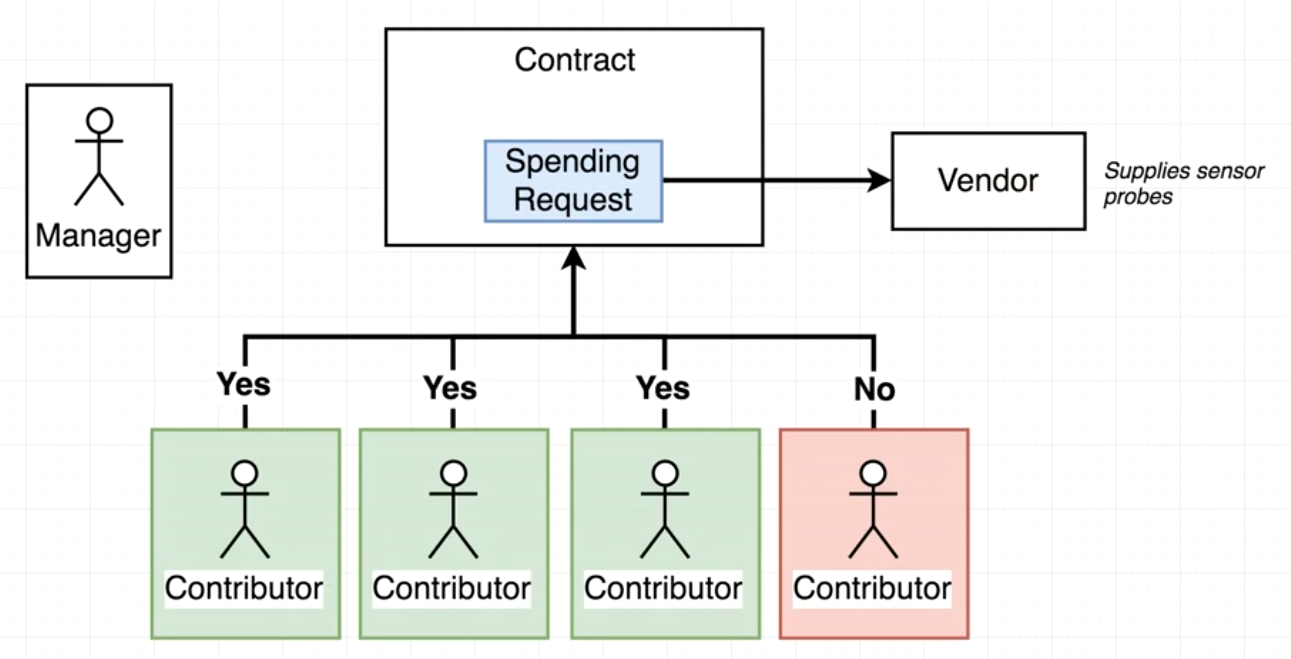 Contract
Manager
Spending
Request
Vendor
Supplies sensor
probes
Yes
Yes
Yes
No
Contributor
Contributor
Contributor
Contributor